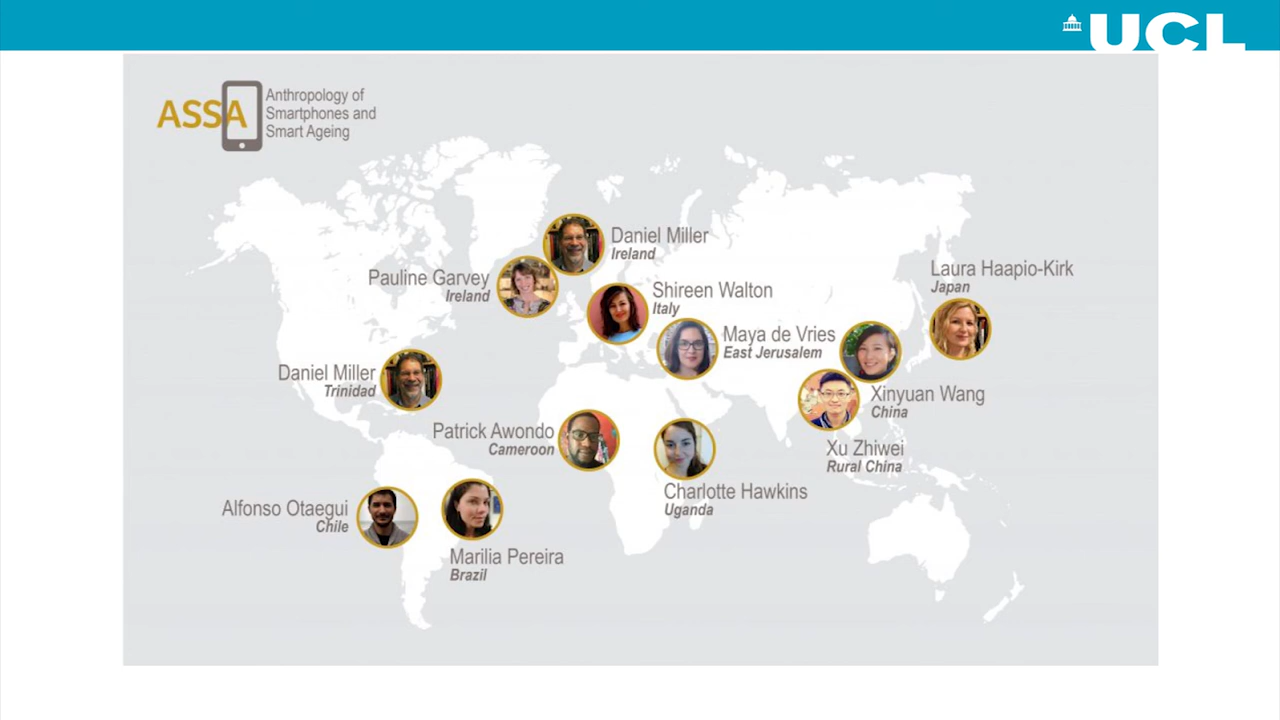 UCL
ASSA
Anthropology of
Smartphones and
Smart Ageing
Daniel Miller
Ireland
Pauline Garvey
Ireland
Shireen Walton
Italy
Laura Haapio-Kirk
Japan
Maya de Vries
East Jerusalem
Daniel Miller
Trinidad
Xinyuan Wang
China
Patrick Awondo
Cameroon
Xu Zhiwei
Rural China
Charlotte Hawkins
Uganda
Alfonso Otaegui
Chile
Marilia Pereira
Brazil